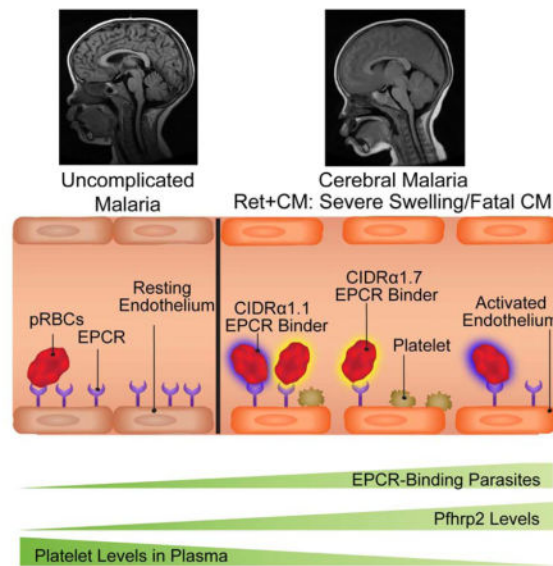 Uncomplicated
Malaria
Cerebral Malaria
Ret+CM: Severe Swelling/Fatal CM
pRBCs
EPCR
Resting
Endothelium
CIDRα1.1
EPCR Binder
CIDRα1.7
EPCR Binder
Platelet
Activated
Endothelium
EPCR-Binding Parasites
Pfhrp2 Levels
Platelet Levels in Plasma